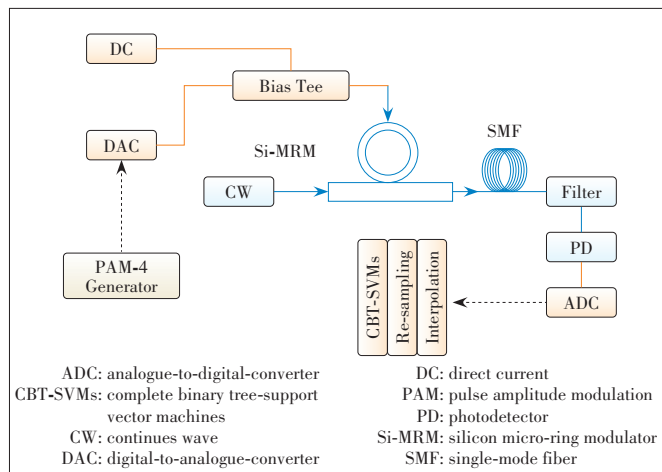 DC
Bias Tee
DAC
Si-MRM
SMF
CW
Filter
PD
ADC
PAM-4
Generator
CBT-SVMs
Re-sampling
Interpolation
ADC: analogue-to-digital-converter
CBT-SVMs: complete binary tree-support
vector machines
CW: continues wave
DAC: digital-to-analogue-converter
DC: direct current
PAM: pulse amplitude modulation
PD: photodetector
Si-MRM: silicon micro-ring modulator
SMF: single-mode fiber